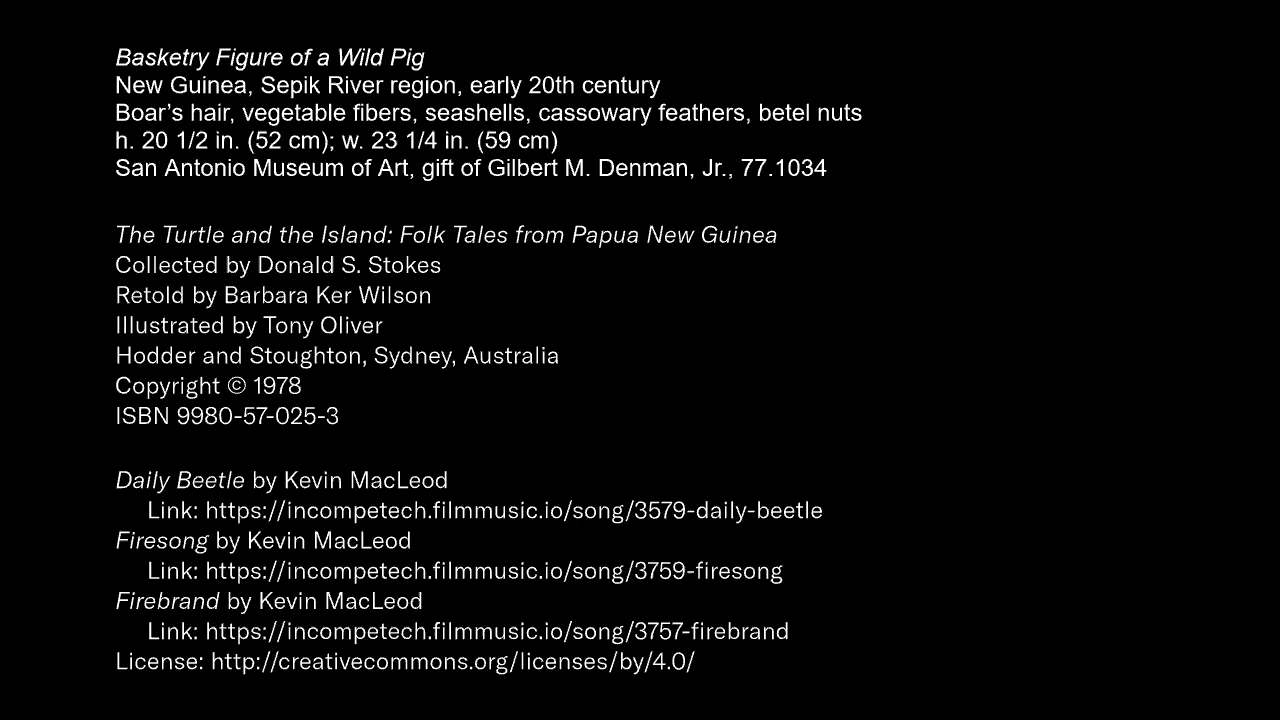 Basketry Figure of a Wild Pig
New Guinea, Sepik River region, early 20th century
Boar’s hair, vegetable fibers, seashells, cassowary feathers, betel nuts
h. 20 1/2 in. (52 cm); w. 23 1/4 in. (59 cm)
San Antonio Museum of Art, gift of Gilbert M. Denman, Jr., 77.1034
The Turtle and the Island: Folk Tales from Papua New Guinea
Collected by Donald S. Stokes
Retold by Barbara Ker Wilson
Illustrated by Tony Oliver
Hodder and Stoughton, Sydney, Australia
Copyright © 1978
ISBN 9980-57-025-3
Daily Beetle by Kevin MacLeod
Link: https://incompetech.filmmusic.io/song/3579-daily-beetle
Firesong by Kevin MacLeod
Link: https://incompetech.filmmusic.io/song/3759-firesong
Firebrand by Kevin MacLeod
Link: https://incompetech.filmmusic.io/song/3757-firebrand
License: http://creativecommons.org/licenses/by/4.0/